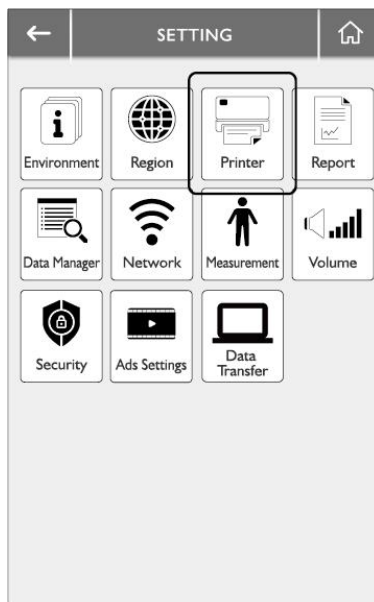 SETTING
Environment Region Printer Report
Data Manager Network Measurement Volume
Security Ads Settings Data
Transfer